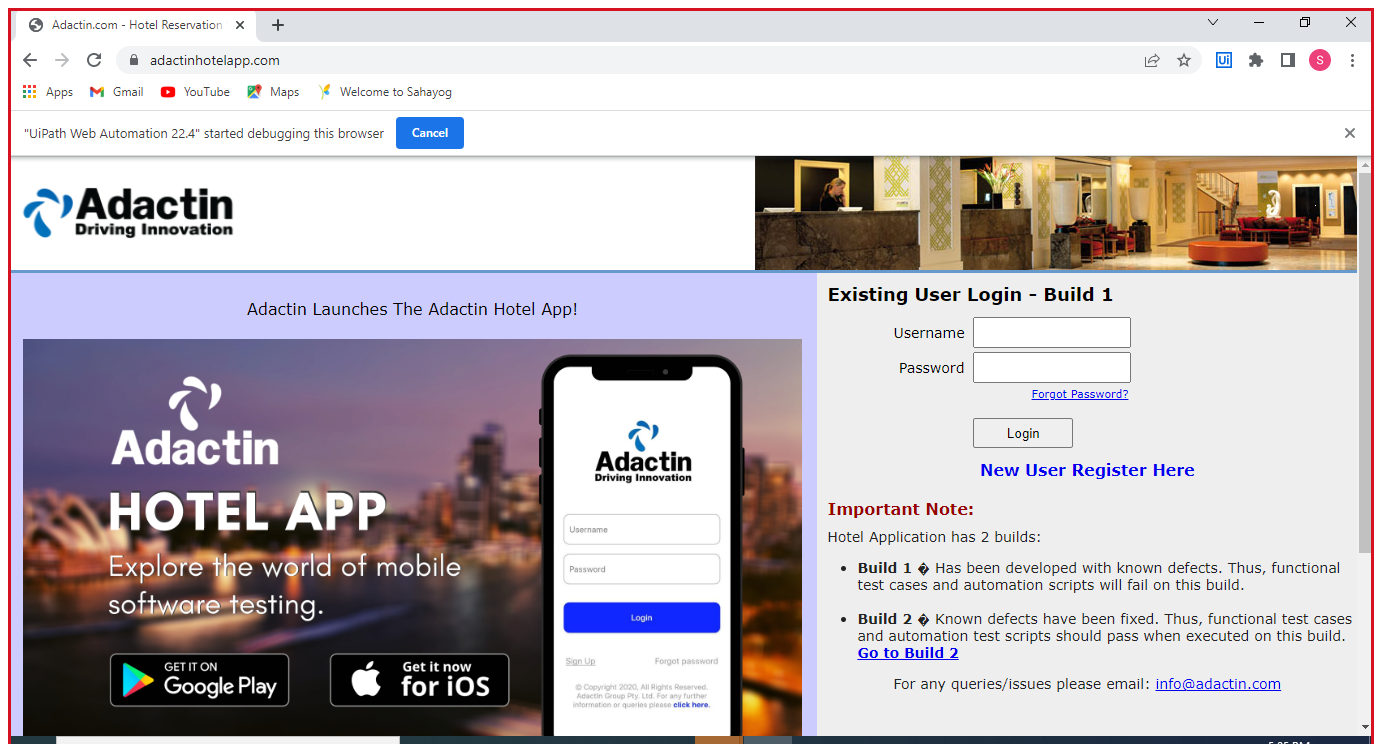 Adactin.com - Hotel Reservation
adactinhotelapp.com
Ui
S
Apps
Gmail
YouTube
Maps
Welcome to Sahayog
"UiPath Web Automation 22.4" started debugging this browser
Cancel
Adactin
Driving Innovation
Adactin Launches The Adactin Hotel App!
Adactin
HOTEL APP
Explore the world of mobile
software testing.
GET IT ON
Google Play
Get it now
for iOS
Adactin
Driving Innovation
Username
Password
Login
Sign Up
Forgot password
© Copyright 2020, All Rights Reserved.
Adactin Group Pty. Ltd. For any further
information or queries please click here.
Existing User Login - Build 1
Username
Password
Forgot Password?
Login
New User Register Here
Important Note:
Hotel Application has 2 builds:
• Build 1 � Has been developed with known defects. Thus, functional
test cases and automation scripts will fail on this build.
• Build 2 � Known defects have been fixed. Thus, functional test cases
and automation test scripts should pass when executed on this build.
Go to Build 2
For any queries/issues please email: info@adactin.com